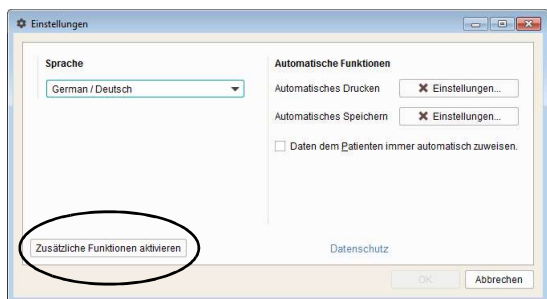 Einstellungen
Sprache
German / Deutsch
Automatische Funktionen
Automatisches Drucken
Einstellungen...
Automatisches Speichern
Einstellungen...
Daten dem Patienten immer automatisch zuweisen.
Zusätzliche Funktionen aktivieren
Datenschutz
OK
Abbrechen